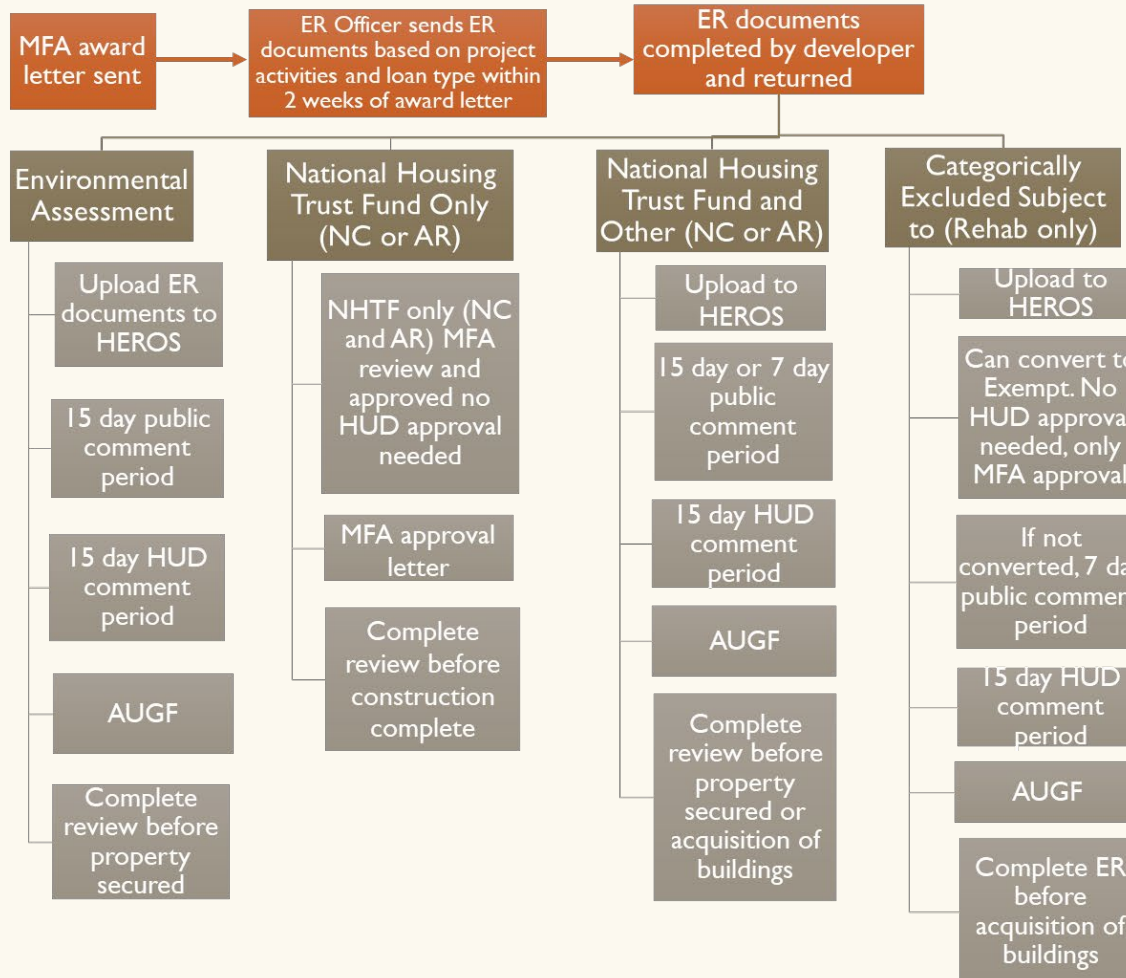 MFA award
letter sent
ER Officer sends ER
documents based on project
activities and loan type within
2 weeks of award letter
ER documents
completed by developer
and returned
Environmental
Assessment
Upload ER
documents to
HEROS
15 day public
comment
period
15 day HUD
comment
period
AUGF
Complete
review before
property
secured
National Housing
Trust Fund Only
(NC or AR)
NHTF only (NC
and AR) MFA
review and
approved no
HUD approval
needed
MFA approval
letter
Complete
review before
construction
complete
National Housing
Trust Fund and
Other (NC or AR)
Upload to
HEROS
15 day or 7 day
public
comment
period
15 day HUD
comment
period
AUGF
Complete
review before
property
secured or
acquisition of
buildings
Categorically
Excluded Subject
to (Rehab only)
Upload to
HEROS
Can convert to
Exempt. No
HUD approval
needed, only
MFA approval
If not
converted, 7 day
public comment
period
15 day HUD
comment
period
AUGF
Complete ER
before
acquisition of
buildings